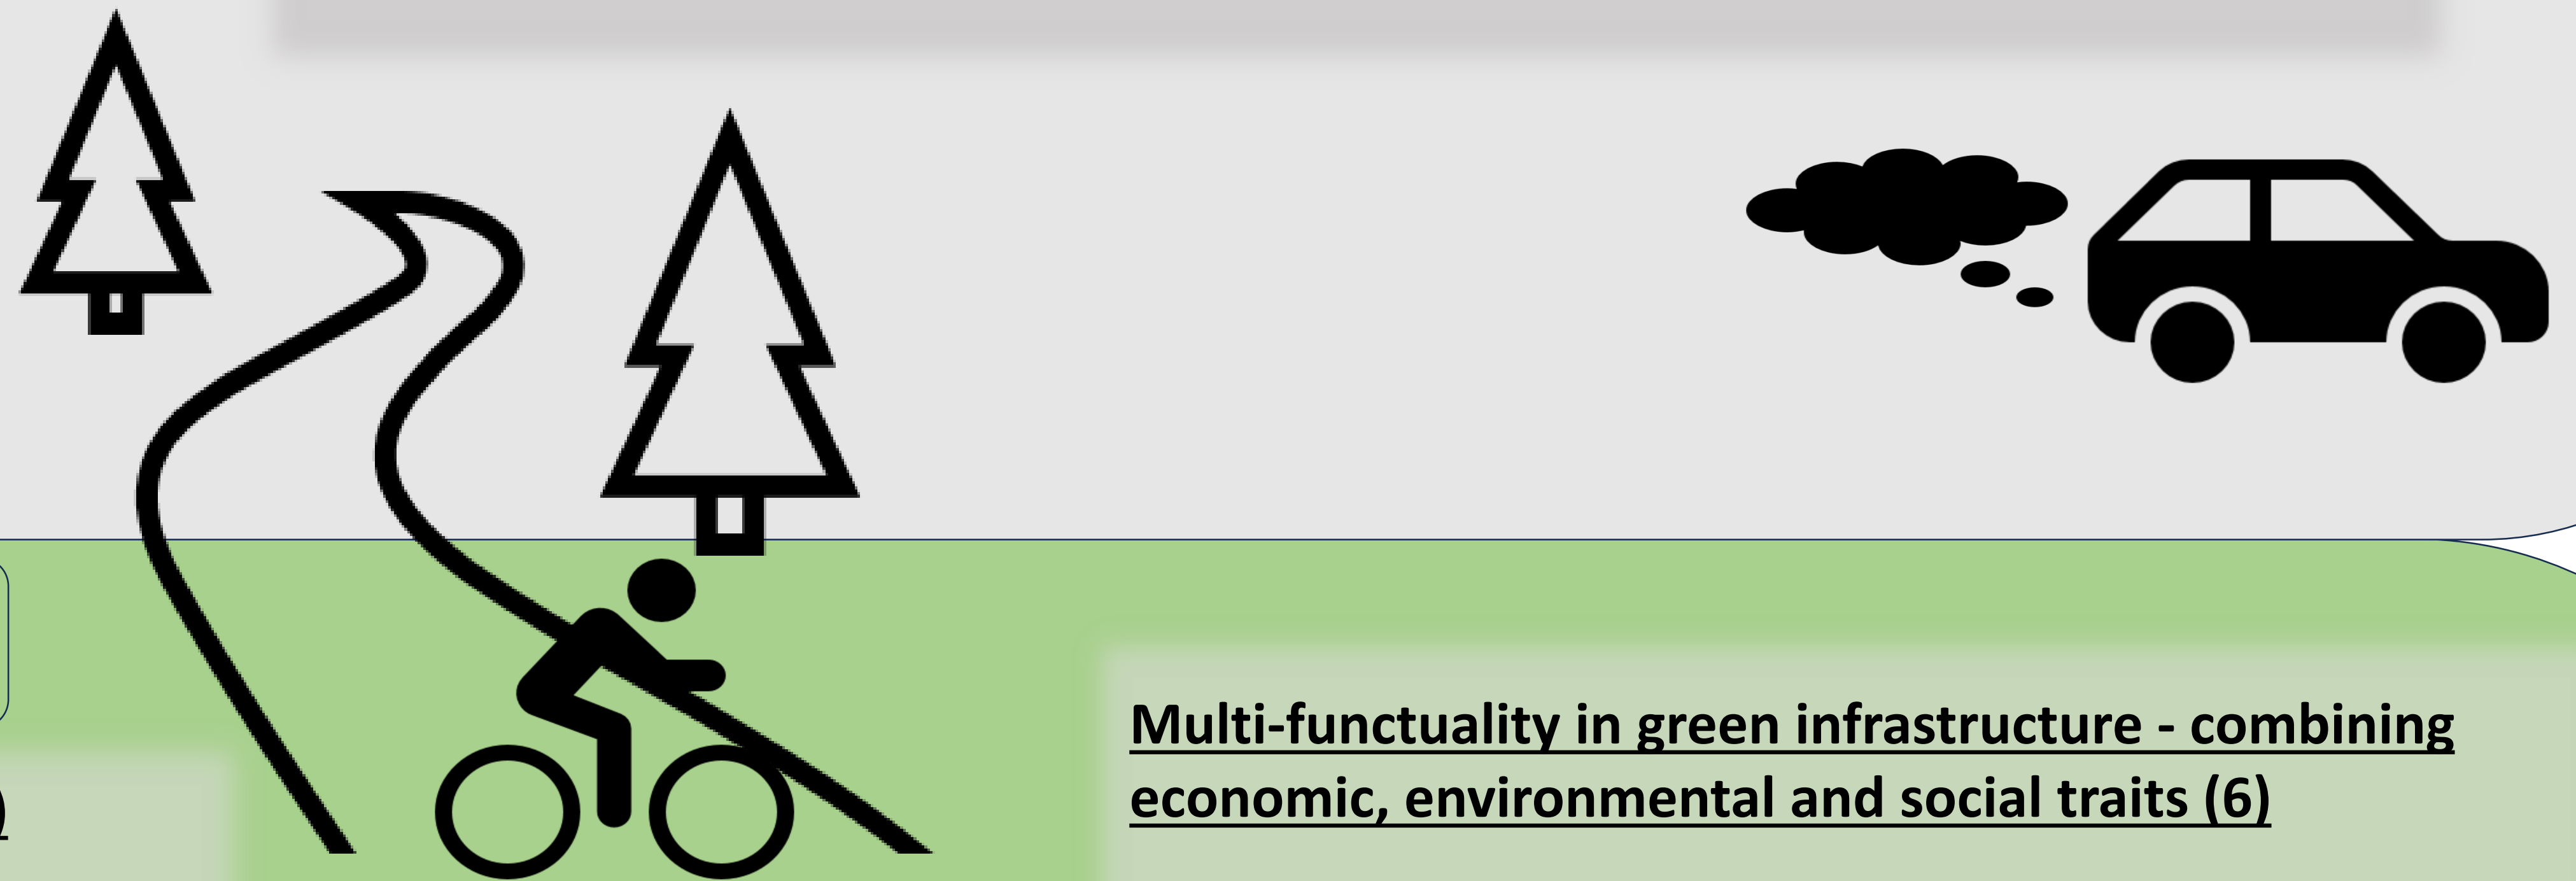 Multi-functuality in green infrastructure - combining
economic, environmental and social traits (6)
)